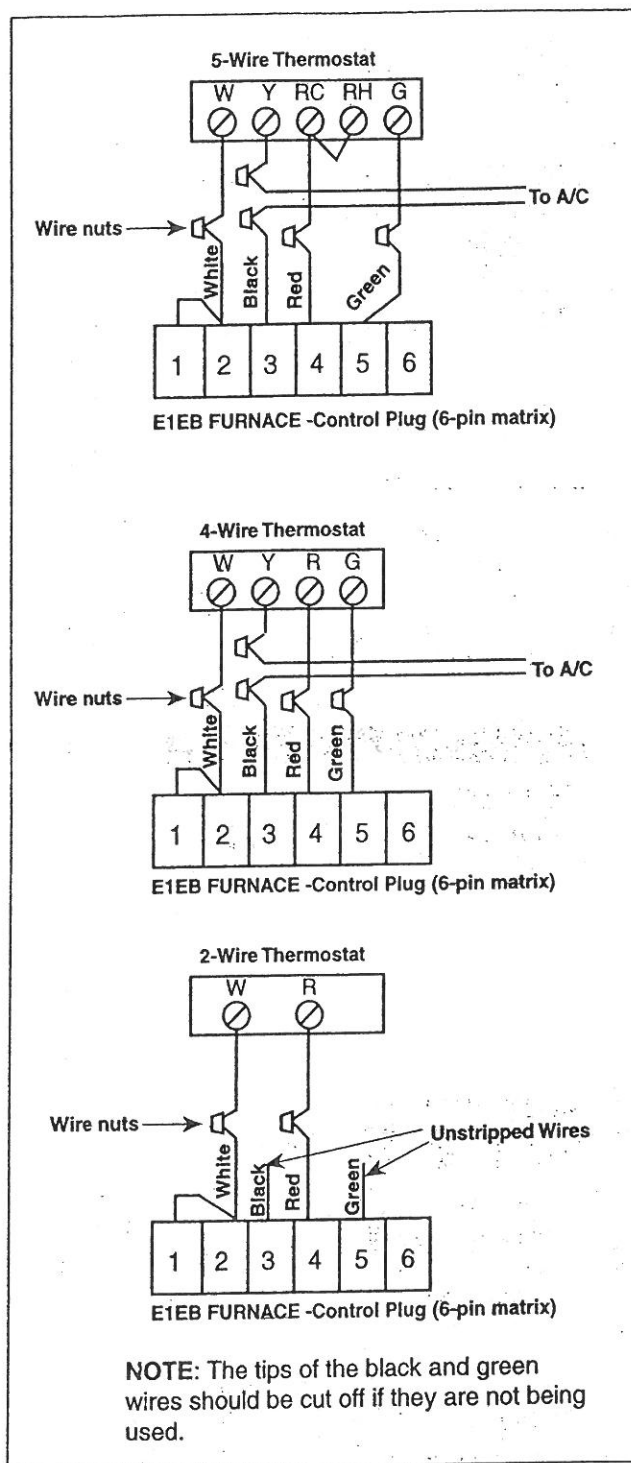 5-Wire Thermostat
W Y RC RH G
To A/C
Wire nuts
White Black Red Green
1 2 3 4 5 6
E1EB FURNACE -Control Plug (6-pin matrix)
4-Wire Thermostat
W Y R G
To A/C
Wire nuts
White Black Red Green
1 2 3 4 5 6
E1EB FURNACE -Control Plug (6-pin matrix)
2-Wire Thermostat
W R
Wire nuts
Unstripped Wires
White Black Red Green
1 2 3 4 5 6
E1EB FURNACE -Control Plug (6-pin matrix)
NOTE: The tips of the black and green
wires should be cut off if they are not being
used.